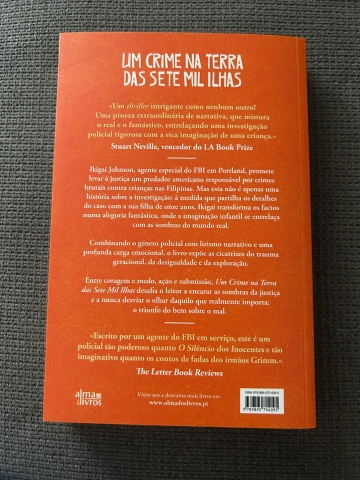 UM CRIME NA TERRA
DAS SETE MIL ILHAS
«Um thriller intrigante como nenhum outro!
Uma proeza extraordinária de narrativa, que mistura
o real e o fantástico, entrelaçando uma investigação
policial rigorosa com a rica imaginação de uma criança.»
Stuart Neville, vencedor do LA Book Prize
Ikigai Johnson, agente especial do FBI em Portland, promete
levar à justiça um predador americano responsável por crimes
brutais contra crianças nas Filipinas. Mas esta não é apenas uma
história sobre a investigação: à medida que partilha os detalhes
do caso com a sua filha de onze anos, Ikigai transforma os factos
numa alegoria fantástica, onde a imaginação infantil se entrelaça
com as sombras do mundo real.
Combinando o género policial com lirismo narrativo e uma
profunda carga emocional, o livro expõe as cicatrizes do trauma
geracional, da desigualdade e da exploração.
Entre coragem e medo, ação e submissão, Um Crime na Terra
das Sete Mil Ilhas desafia o leitor a encarar as sombras da justiça
e a nunca desviar o olhar daquilo que realmente importa:
o triunfo do bem sobre o mal.
«Escrito por um agente do FBI em serviço, este é um
policial tão poderoso quanto O Silêncio dos Inocentes e tão
imaginativo quanto os contos de fadas dos irmãos Grimm.»
The Letter Book Reviews
alma
dos
livros
Visite-nos e descubra mais livros em
www.almadoslivros.pt